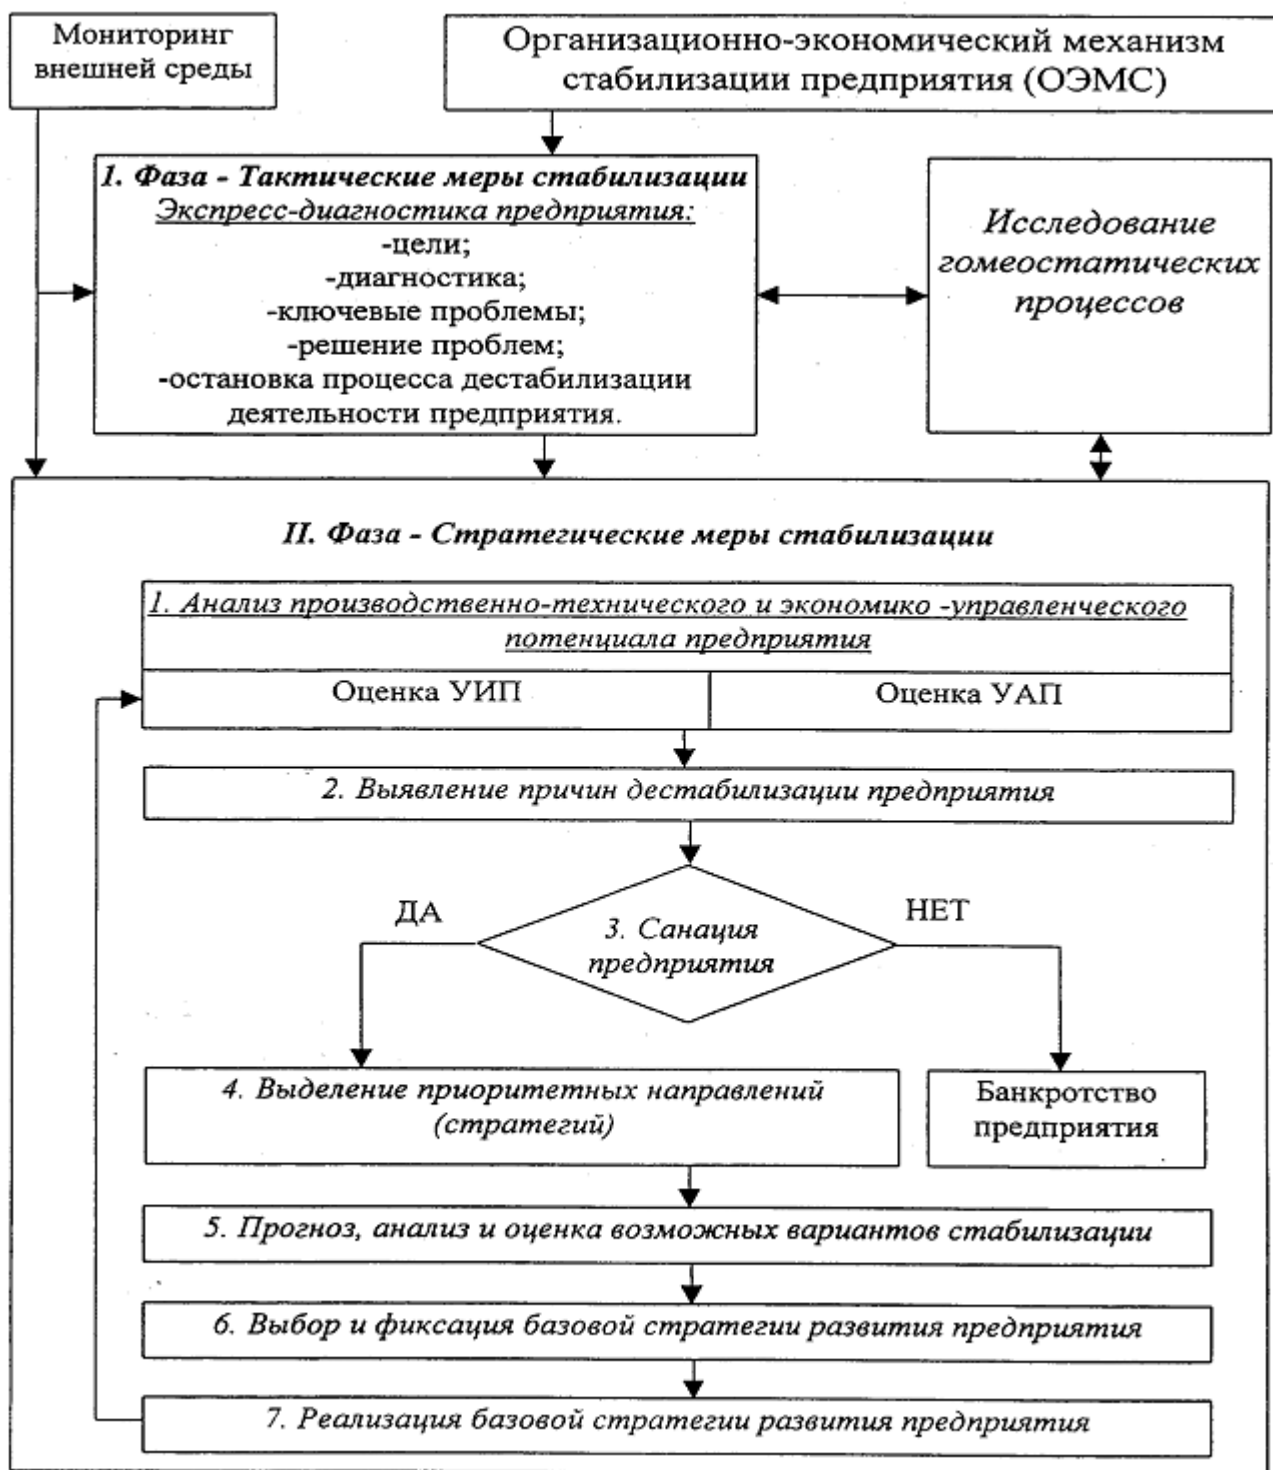 Мониторинг
внешней среды
Организационно-экономический механизм
стабилизации предприятия (ОЭМС)
1. Фаза - Тактические меры стабилизации
Экспресс-диагностика предприятия:
-цели;
-диагностика;
-ключевые проблемы;
-решение проблем;
-остановка процесса дестабилизации
деятельности предприятия.
Исследование
гомеостатических
процессов
II. Фаза - Стратегические меры стабилизации
1. Анализ производственно-технического и экономико -управленческого
потенциала предприятия
Оценка УИП
Оценка УАП
2. Выявление причин дестабилизации предприятия
ДА
НЕТ
3. Санация
предприятия
4. Выделение приоритетных направлений
(стратегий)
Банкротство
предприятия
5. Прогноз, анализ и оценка возможных вариантов стабилизации
6. Выбор и фиксация базовой стратегии развития предприятия
7. Реализация базовой стратегии развития предприятия